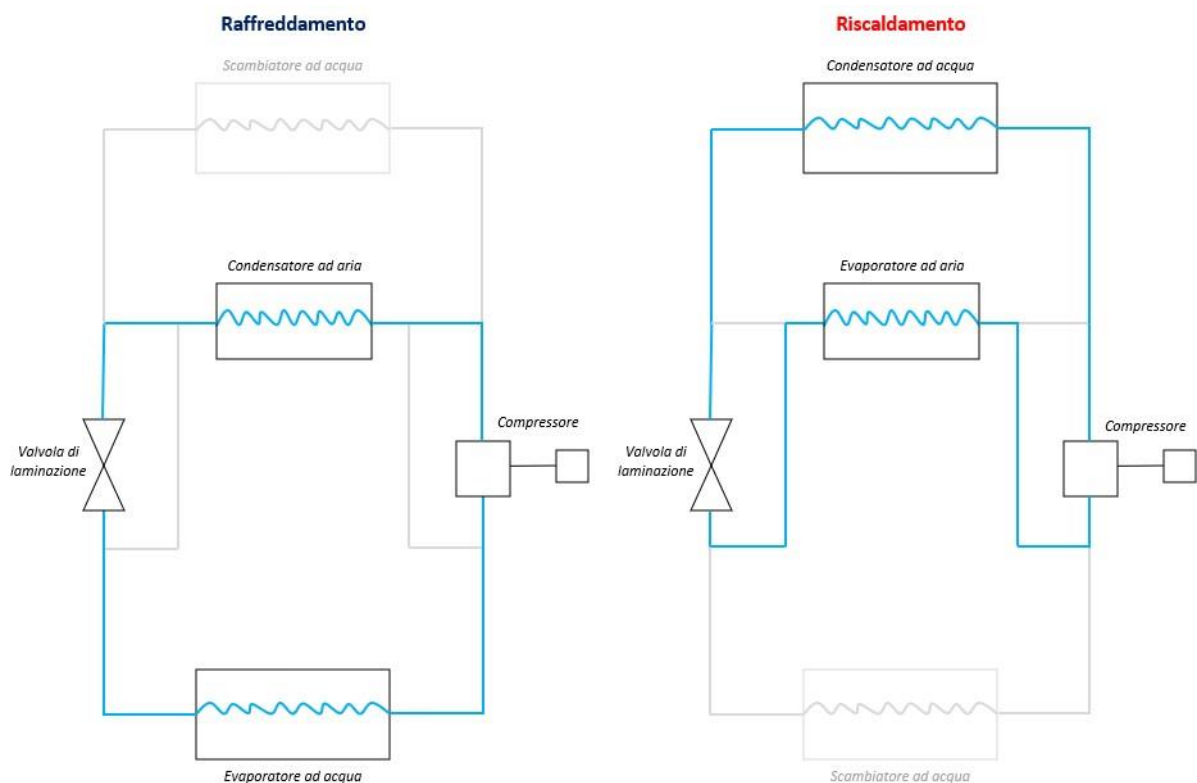 Raffreddamento
Scambiatore ad acqua
Condensatore ad aria
Compressore
Valvola di
laminazione
Evaporatore ad acqua
Riscaldamento
Condensatore ad acqua
Evaporatore ad aria
Compressore
Valvola di
laminazione
Scambiatore ad acqua